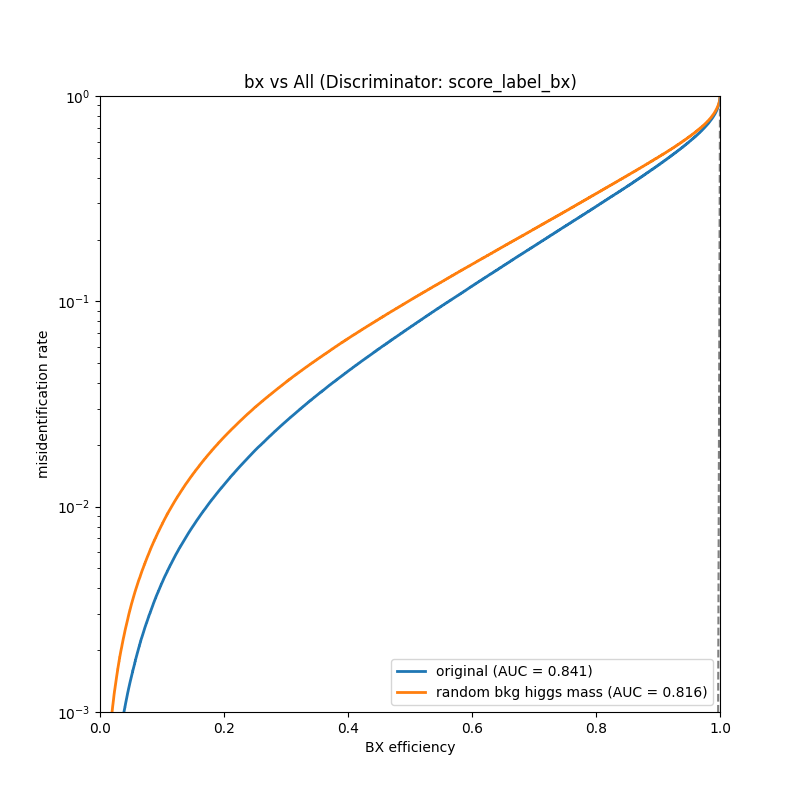 bx vs All (Discriminator: score_label_bx)
10⁰
10⁻¹
10⁻²
10⁻³
misidentification rate
0.0 0.2 0.4 0.6 0.8 1.0
BX efficiency
original (AUC = 0.841)
random bkg higgs mass (AUC = 0.816)